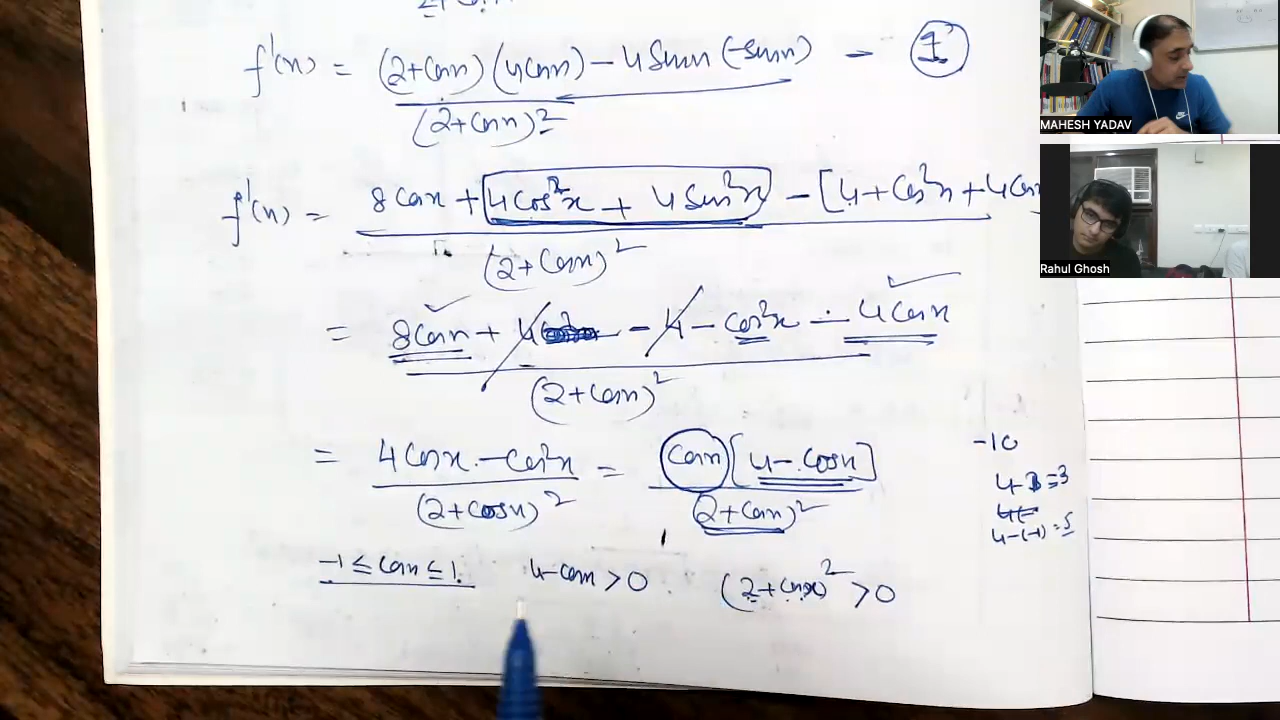 f'(x) = (2+cosx)(4cosx) - 4sinx(-sinx) - 1
(2+cosx)²
f'(x) = 8cosx + 4cos²x + 4sin²x - [4+cos²x+4cos
(2+cosx)²
= 8cosx + 4 - 4 - cos²x - 4cosx
(2+cosx)²
= 4cosx - cos²x = cosx[4-cosx]
(2+cosx)² (2+cosx)²
-1 ≤ cosx ≤ 1. 4-cosx > 0 (2+cosx)² > 0
-10
4-1=3
4-(-1)=5
MAHESH YADAV
Rahul Ghosh